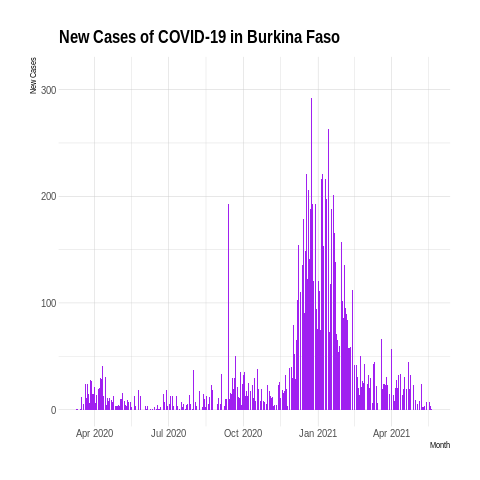 New Cases of COVID-19 in Burkina Faso
New Cases
300
200
100
0
Apr 2020 Jul 2020 Oct 2020 Jan 2021 Apr 2021
Month